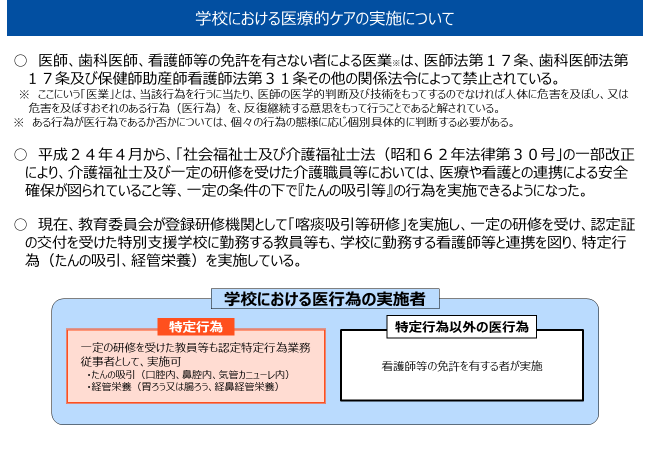 学校における医療的ケアの実施について
○　医師、歯科医師、看護師等の免許を有さない者による医業※は、医師法第１７条、歯科医師法第
１７条及び保健師助産師看護師法第３１条その他の関係法令によって禁止されている。
※　ここにいう「医業」とは、当該行為を行うに当たり、医師の医学的判断及び技術をもってするのでなければ人体に危害を及ぼし、又は
危害を及ぼすおそれのある行為（医行為）を、反復継続する意思をもって行うことであると解されている。
※　ある行為が医行為であるか否かについては、個々の行為の態様に応じ個別具体的に判断する必要がある。
○　平成２４年４月から、「社会福祉士及び介護福祉士法（昭和６２年法律第３０号）」の一部改正
により、介護福祉士及び一定の研修を受けた介護職員等においては、医療や看護との連携による安全
確保が図られていること等、一定の条件の下で『たんの吸引等』の行為を実施できるようになった。
○　現在、教育委員会が登録研修機関として「喀痰吸引等研修」を実施し、一定の研修を受け、認定証
の交付を受けた特別支援学校に勤務する教員等も、学校に勤務する看護師等と連携を図り、特定行
為（たんの吸引、経管栄養）を実施している。
学校における医行為の実施者
特定行為
一定の研修を受けた教員等も認定特定行為業務
従事者として、実施可
・たんの吸引（口腔内、鼻腔内、気管カニューレ内）
・経管栄養（胃ろう又は腸ろう、経鼻経管栄養）
特定行為以外の医行為
看護師等の免許を有する者が実施